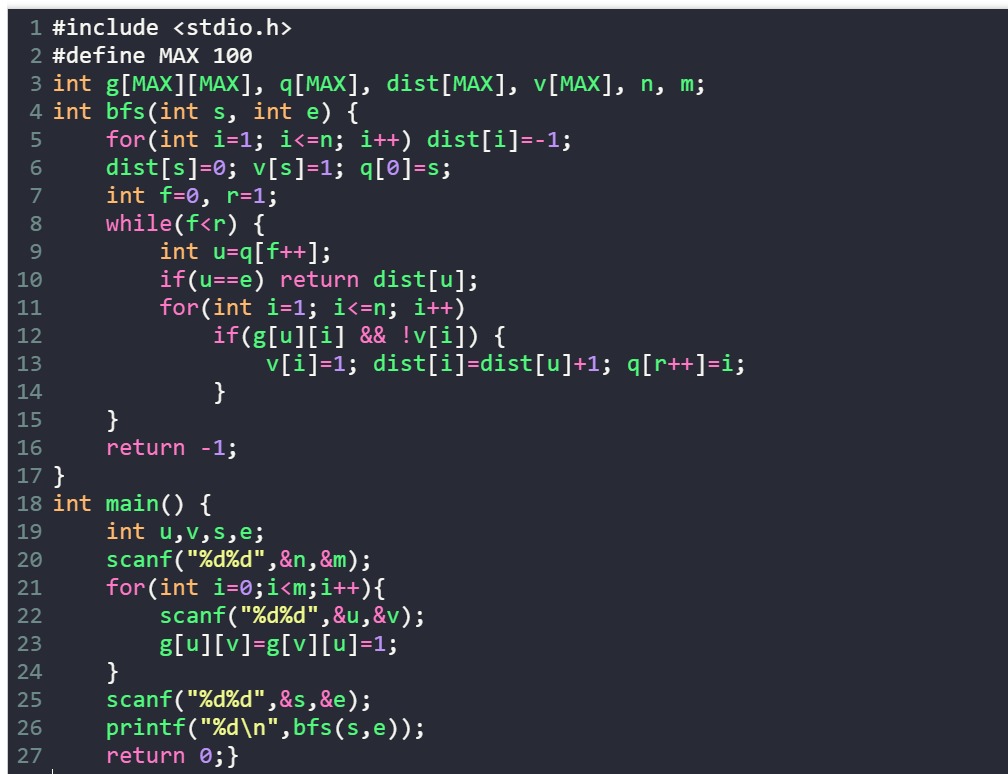 1 #include <stdio.h>
2 #define MAX 100
3 int g[MAX][MAX], q[MAX], dist[MAX], v[MAX], n, m;
4 int bfs(int s, int e) {
5     for(int i=1; i<=n; i++) dist[i]=-1;
6     dist[s]=0; v[s]=1; q[0]=s;
7     int f=0, r=1;
8     while(f<r) {
9         int u=q[f++];
10         if(u==e) return dist[u];
11         for(int i=1; i<=n; i++)
12             if(g[u][i] && !v[i]) {
13                 v[i]=1; dist[i]=dist[u]+1; q[r++]=i;
14             }
15     }
16     return -1;
17 }
18 int main() {
19     int u,v,s,e;
20     scanf("%d%d",&n,&m);
21     for(int i=0;i<m;i++){
22         scanf("%d%d",&u,&v);
23         g[u][v]=g[v][u]=1;
24     }
25     scanf("%d%d",&s,&e);
26     printf("%d\n",bfs(s,e));
27     return 0;}